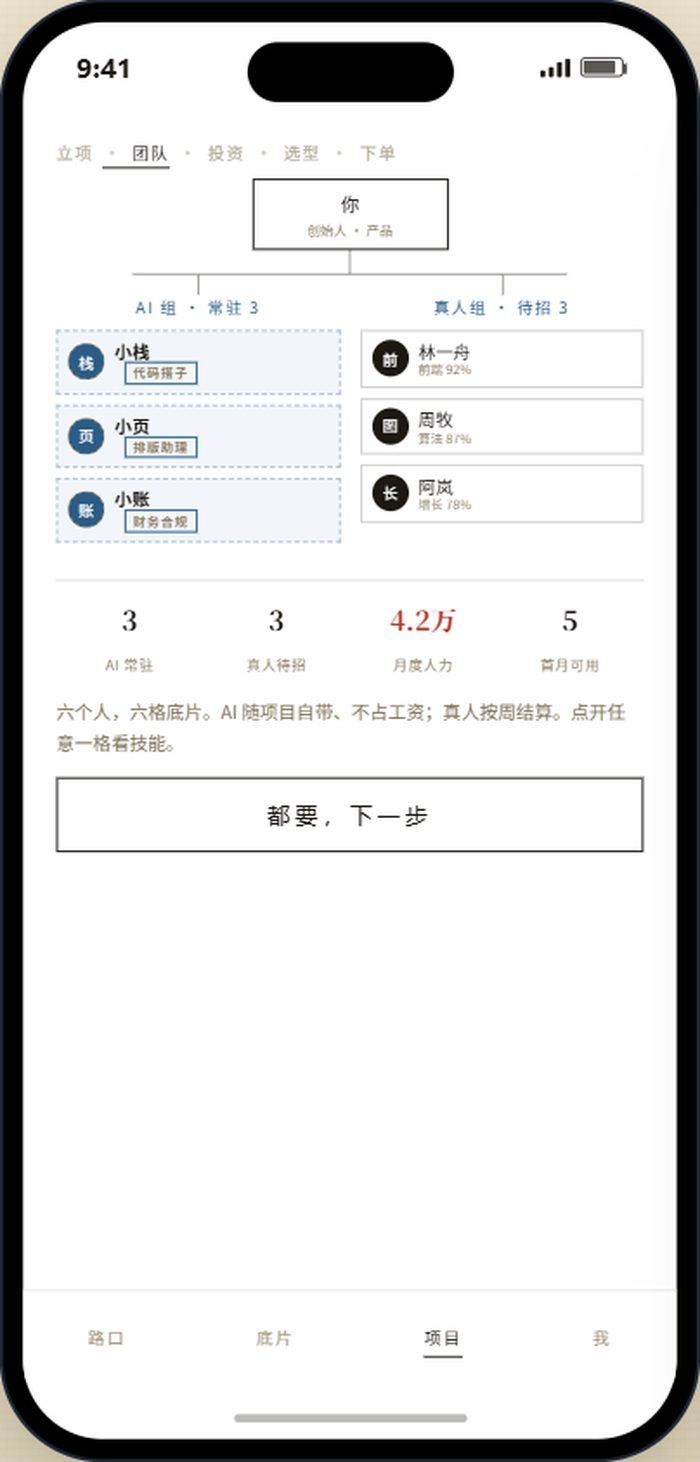 9:41
立项 · 团队 · 投资 · 选型 · 下单
你
创始人 · 产品
AI 组 · 常驻 3
栈 小栈
代码搭子
页 小页
排版助理
账 小账
财务合规
真人组 · 待招 3
前 林一舟
前端 92%
周牧
算法 87%
长 阿岚
增长 78%
3 3 4.2万 5
AI 常驻 真人待招 月度人力 首月可用
六个人，六格底片。AI 随项目自带、不占工资；真人按周结算。点开任
意一格看技能。
都要，下一步
路口 底片 项目 我